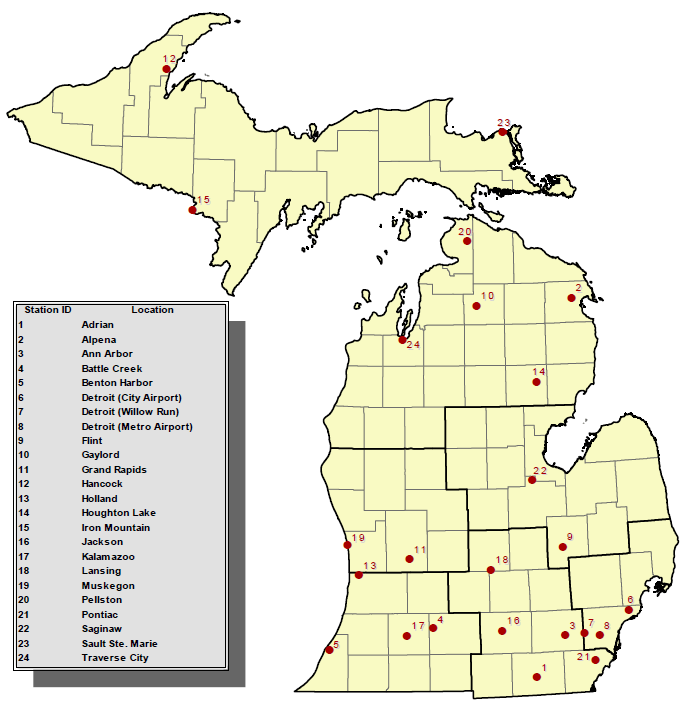 12
23
15
20
2
10
24
14
22
19
11
9
13
18
6
17
4
16
3
7
8
5
21
1
Station ID Location
1 Adrian
2 Alpena
3 Ann Arbor
4 Battle Creek
5 Benton Harbor
6 Detroit (City Airport)
7 Detroit (Willow Run)
8 Detroit (Metro Airport)
9 Flint
10 Gaylord
11 Grand Rapids
12 Hancock
13 Holland
14 Houghton Lake
15 Iron Mountain
16 Jackson
17 Kalamazoo
18 Lansing
19 Muskegon
20 Pellston
21 Pontiac
22 Saginaw
23 Sault Ste. Marie
24 Traverse City